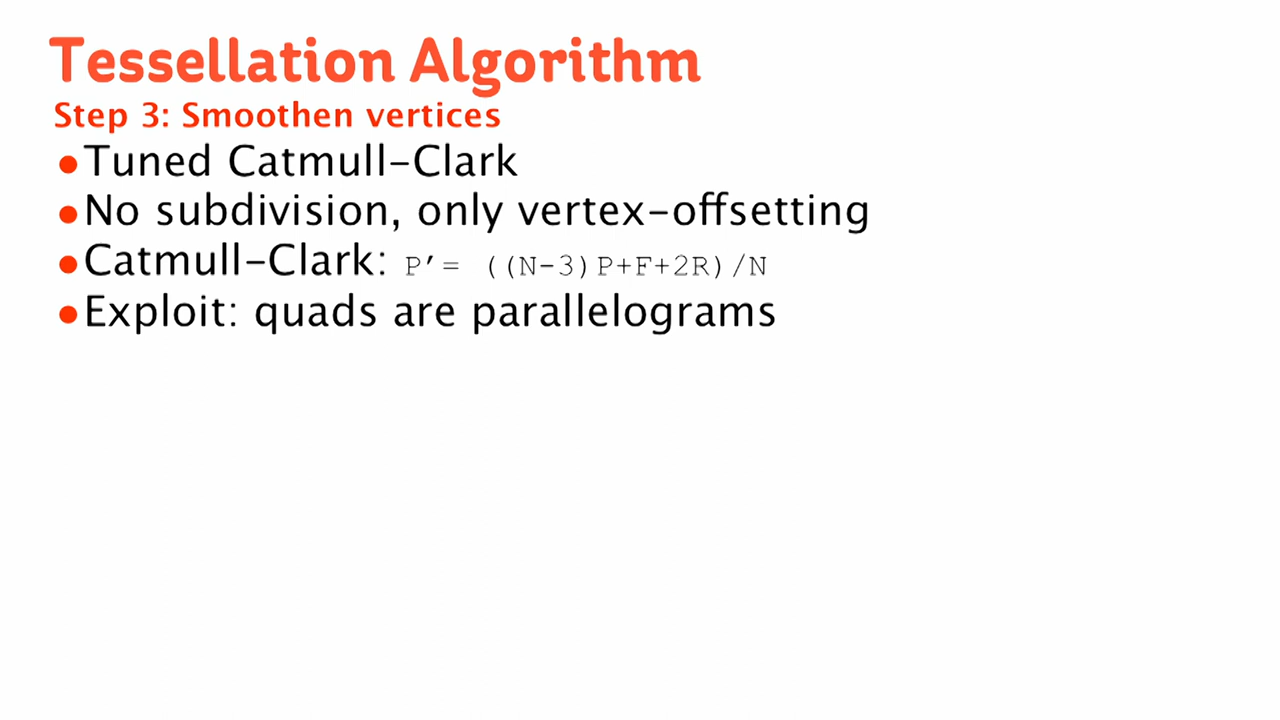 Tessellation Algorithm
Step 3: Smoothen vertices
•Tuned Catmull-Clark
•No subdivision, only vertex-offsetting
•Catmull-Clark: P’= ((N-3)P+F+2R)/N
•Exploit: quads are parallelograms